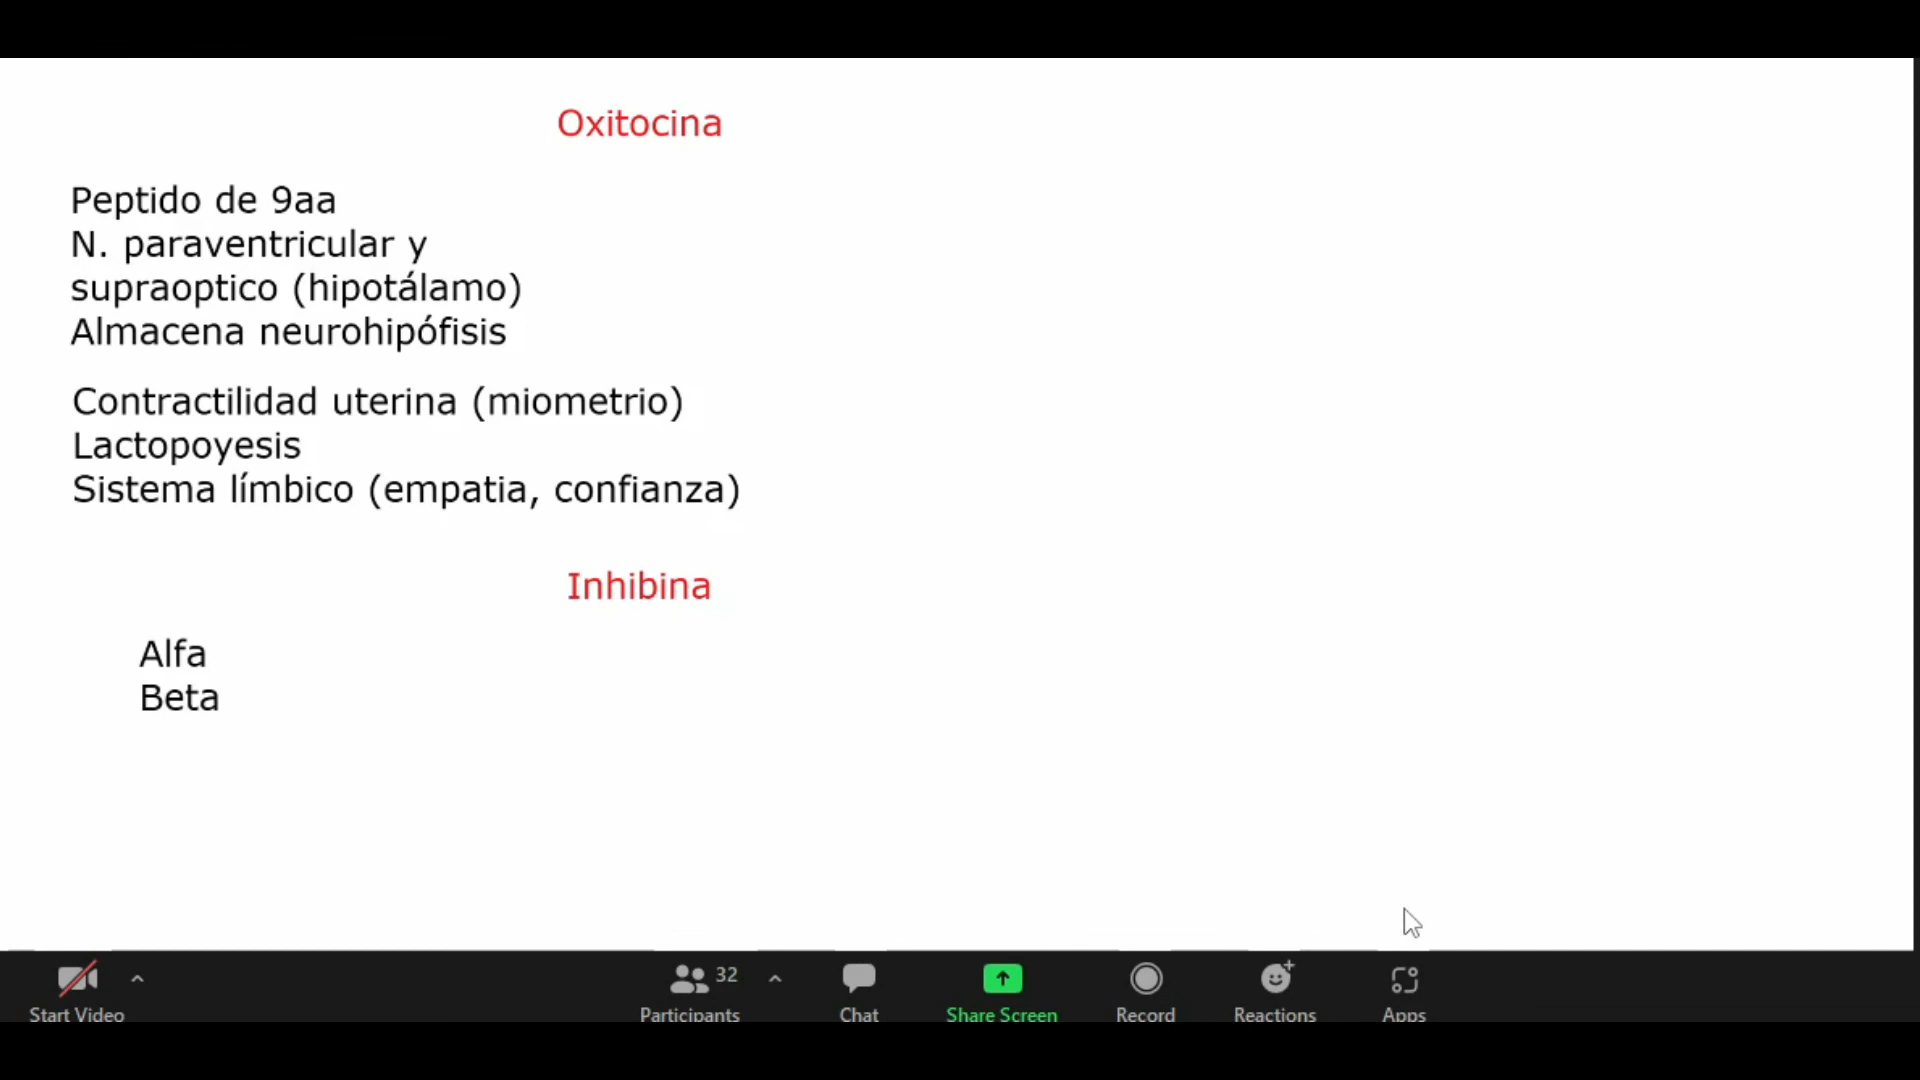 Oxitocina
Peptido de 9aa
N. paraventricular y
supraoptico (hipotálamo)
Almacena neurohipófisis
Contractilidad uterina (miometrio)
Lactopoyesis
Sistema límbico (empatia, confianza)
Inhibina
Alfa
Beta
Start Video
32
Participants
Chat
Share Screen
Record
Reactions
Apps